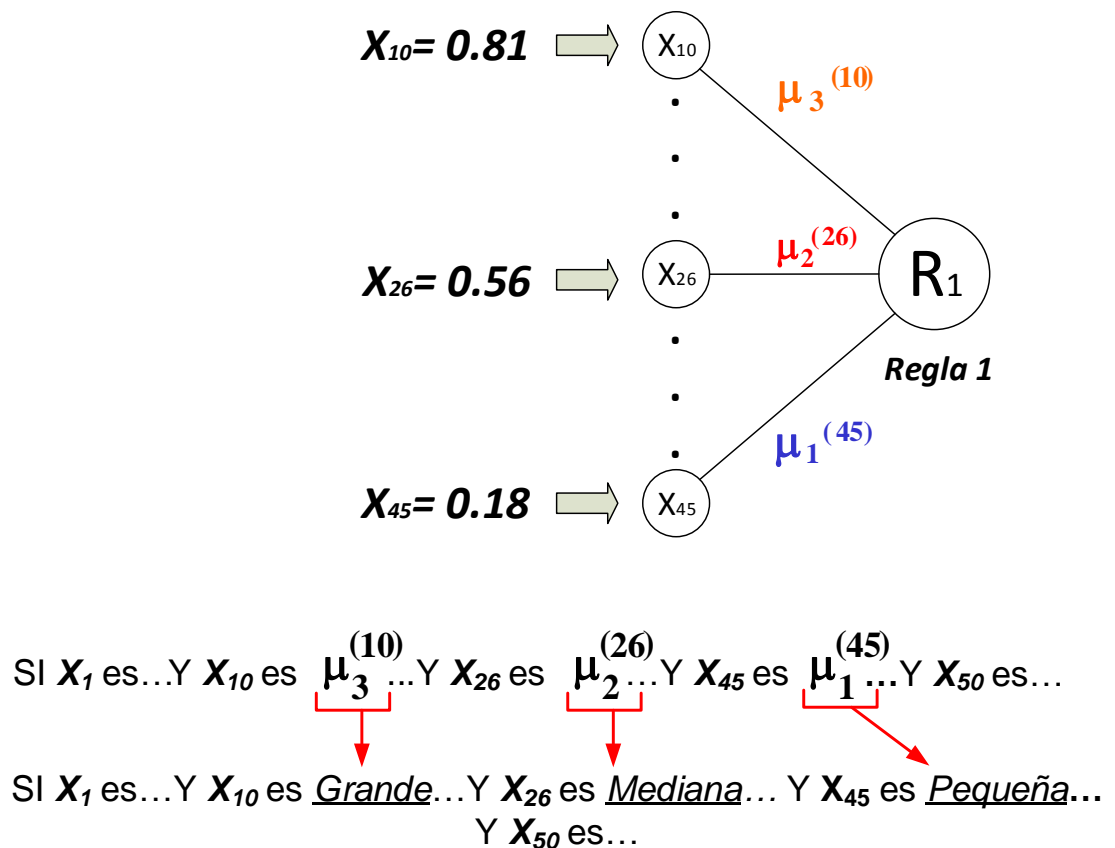 X10= 0.81
X10
μ3(10)
X26= 0.56
X26
μ2(26)
R1
Regla 1
μ1(45)
X45= 0.18
X45
SI X1 es…Y X10 es μ3(10)...Y X26 es μ2(26)…Y X45 es μ1(45)…Y X50 es…
SI X1 es…Y X10 es Grande…Y X26 es Mediana… Y X45 es Pequeña…
Y X50 es…